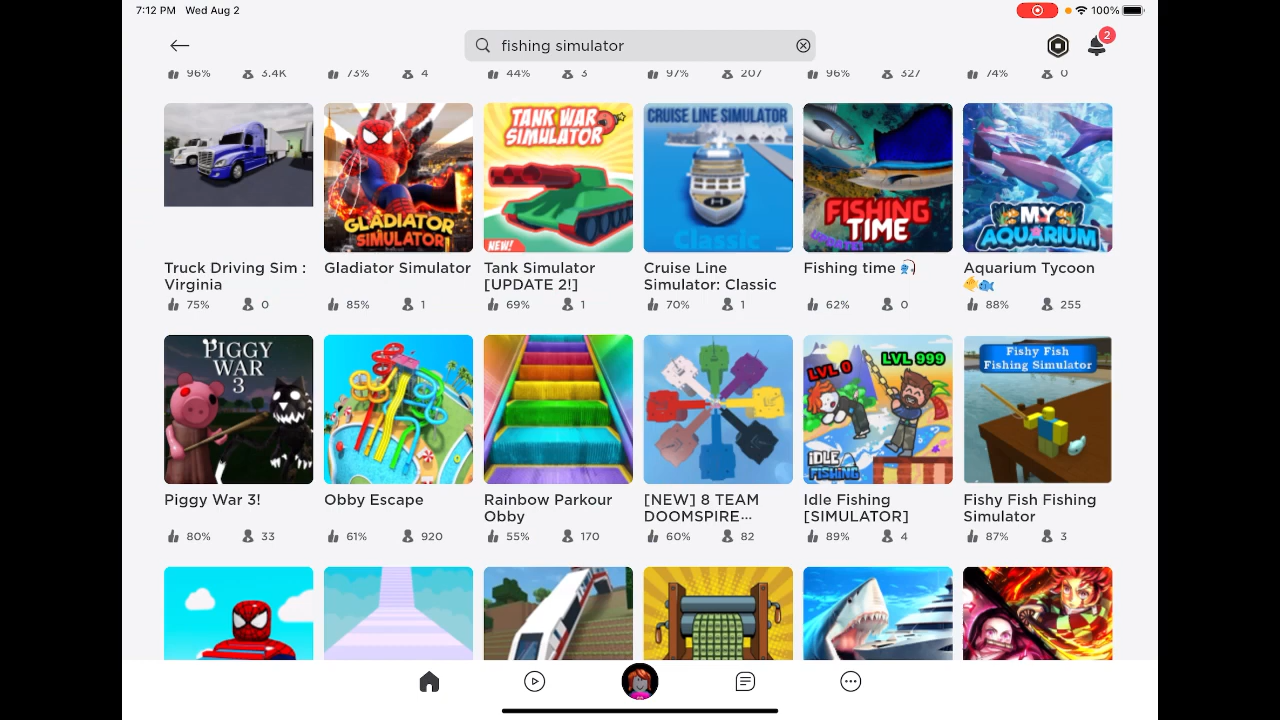 7:12 PM Wed Aug 2
100%
fishing simulator
2
96% 3.4K 73% 4 44% 3 97% 207 96% 327 74% 0
GLADIATOR
SIMULATOR
TANK WAR
SIMULATOR
NEW!
CRUISE LINE SIMULATOR
Classic
FISHING
TIME
UPDATE!
MY
AQUARIUM
Truck Driving Sim :
Virginia
Gladiator Simulator
Tank Simulator
[UPDATE 2!]
Cruise Line
Simulator: Classic
Fishing time 🎣
Aquarium Tycoon
🐠🐟
75% 0 85% 1 69% 1 70% 1 62% 0 88% 255
PIGGY
WAR
3
LVL 0
LVL 999
IDLE
FISHING
Fishy Fish
Fishing Simulator
Piggy War 3!
Obby Escape
Rainbow Parkour
Obby
[NEW] 8 TEAM
DOOMSPIRE...
Idle Fishing
[SIMULATOR]
Fishy Fish Fishing
Simulator
80% 33 61% 920 55% 170 60% 82 89% 4 87% 3